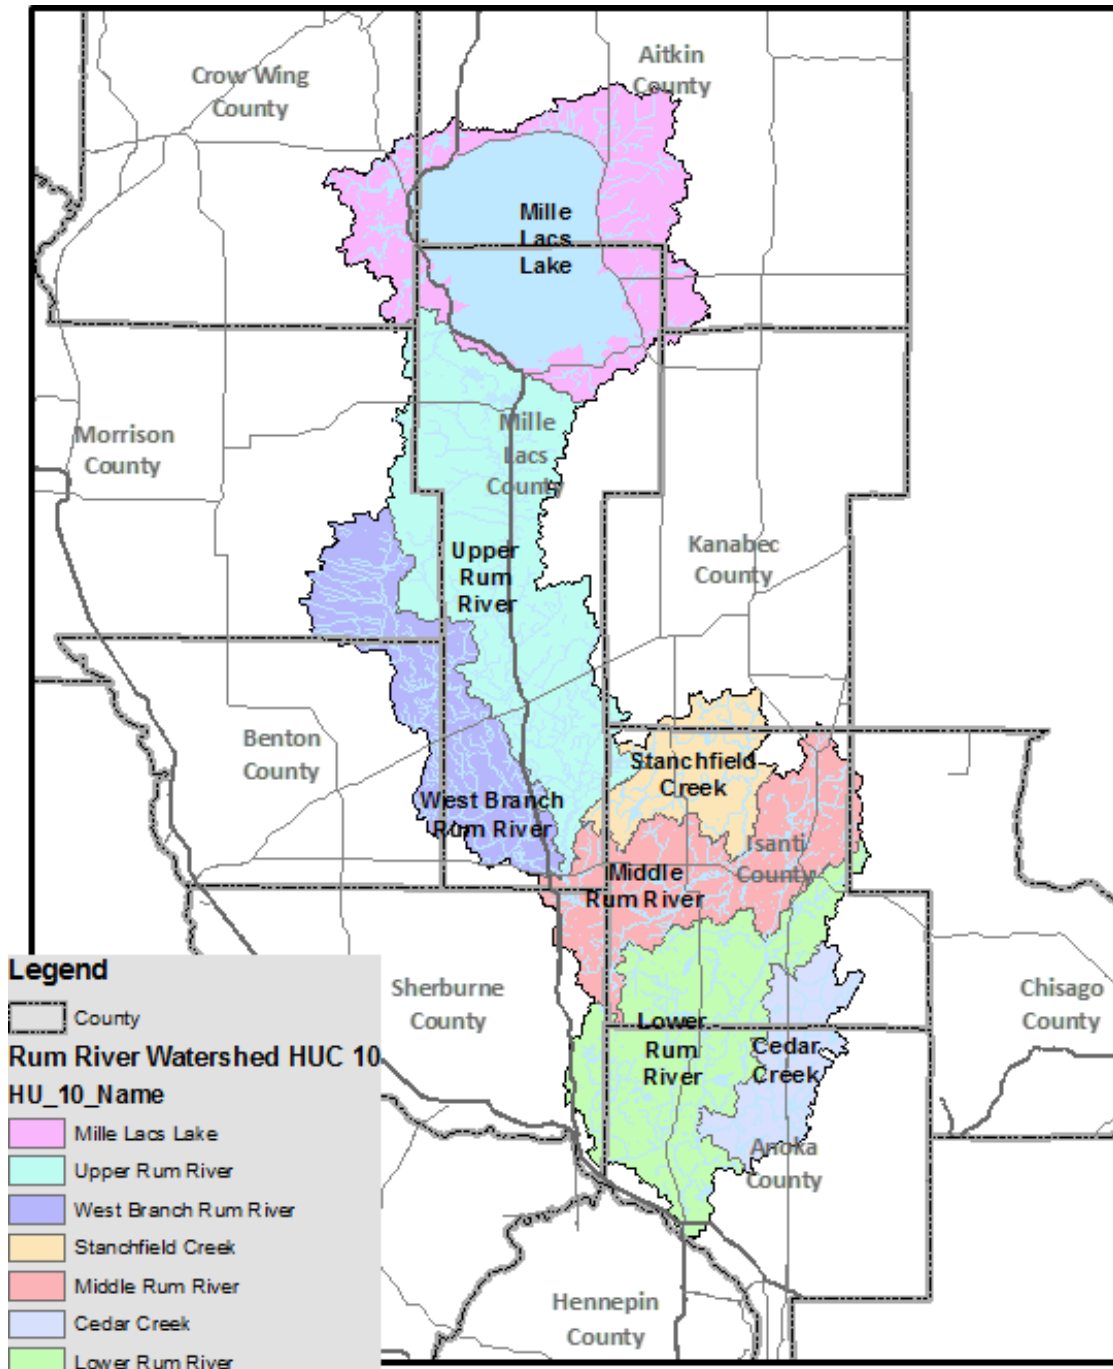 Crow Wing
County
Aitkin
County
Mille
Lacs
Lake
Morrison
County
Mille
Lacs
County
Upper
Rum
River
Kanabec
County
Benton
County
Stanchfield
Creek
West Branch
Rum River
Isanti
County
Middle
Rum River
Sherburne
County
Lower
Rum
River
Cedar
Creek
Chisago
County
Anoka
County
Hennepin
County
Legend
County
Rum River Watershed HUC 10
HU_10_Name
Mille Lacs Lake
Upper Rum River
West Branch Rum River
Stanchfield Creek
Middle Rum River
Cedar Creek
Lower Rum River